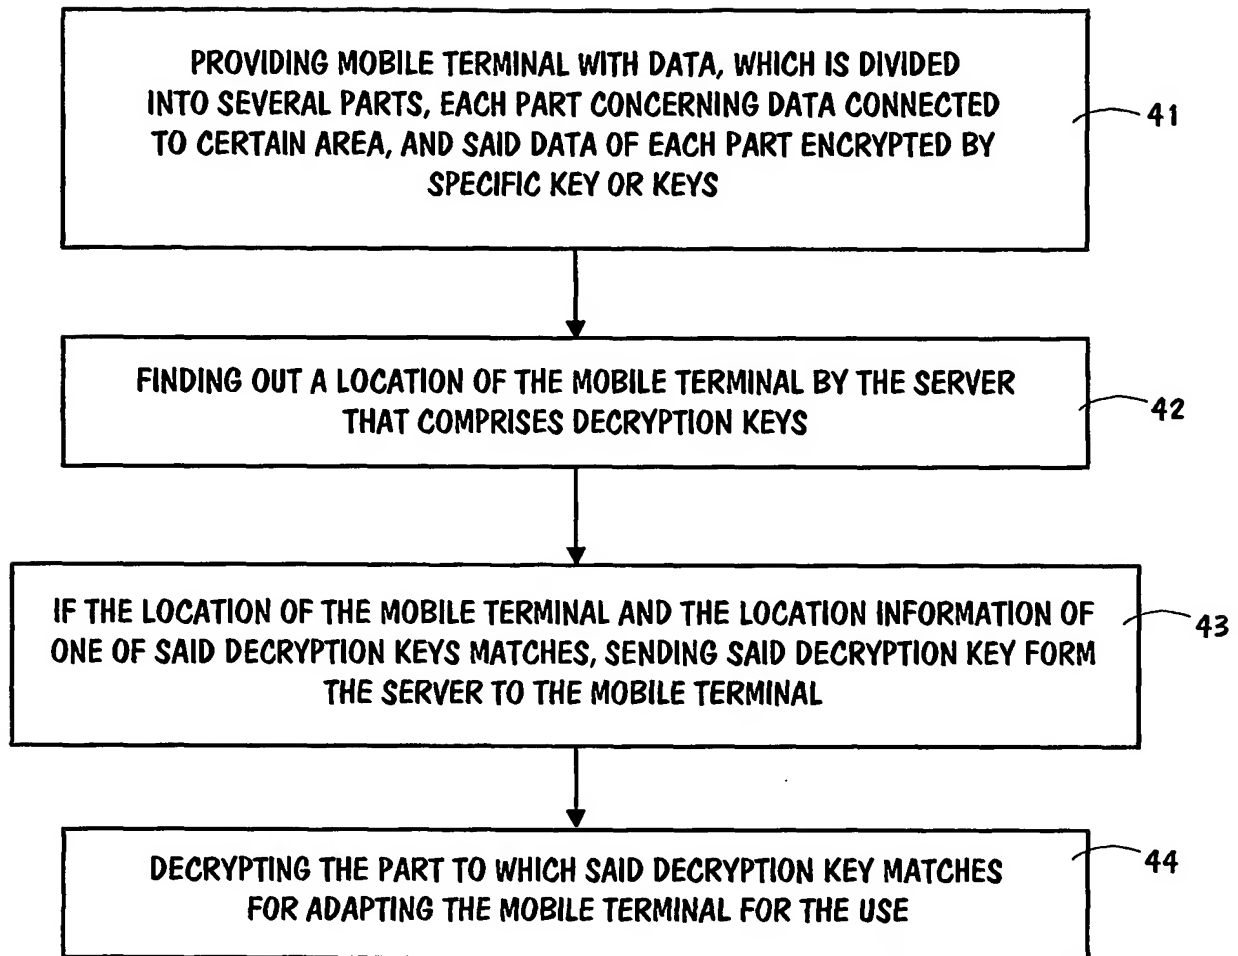 PROVIDING MOBILE TERMINAL WITH DATA, WHICH IS DIVIDED
INTO SEVERAL PARTS, EACH PART CONCERNING DATA CONNECTED
TO CERTAIN AREA, AND SAID DATA OF EACH PART ENCRYPTED BY
SPECIFIC KEY OR KEYS
41
FINDING OUT A LOCATION OF THE MOBILE TERMINAL BY THE SERVER
THAT COMPRISES DECRYPTION KEYS
42
IF THE LOCATION OF THE MOBILE TERMINAL AND THE LOCATION INFORMATION OF
ONE OF SAID DECRYPTION KEYS MATCHES, SENDING SAID DECRYPTION KEY FORM
THE SERVER TO THE MOBILE TERMINAL
43
DECRYPTING THE PART TO WHICH SAID DECRYPTION KEY MATCHES
FOR ADAPTING THE MOBILE TERMINAL FOR THE USE
44